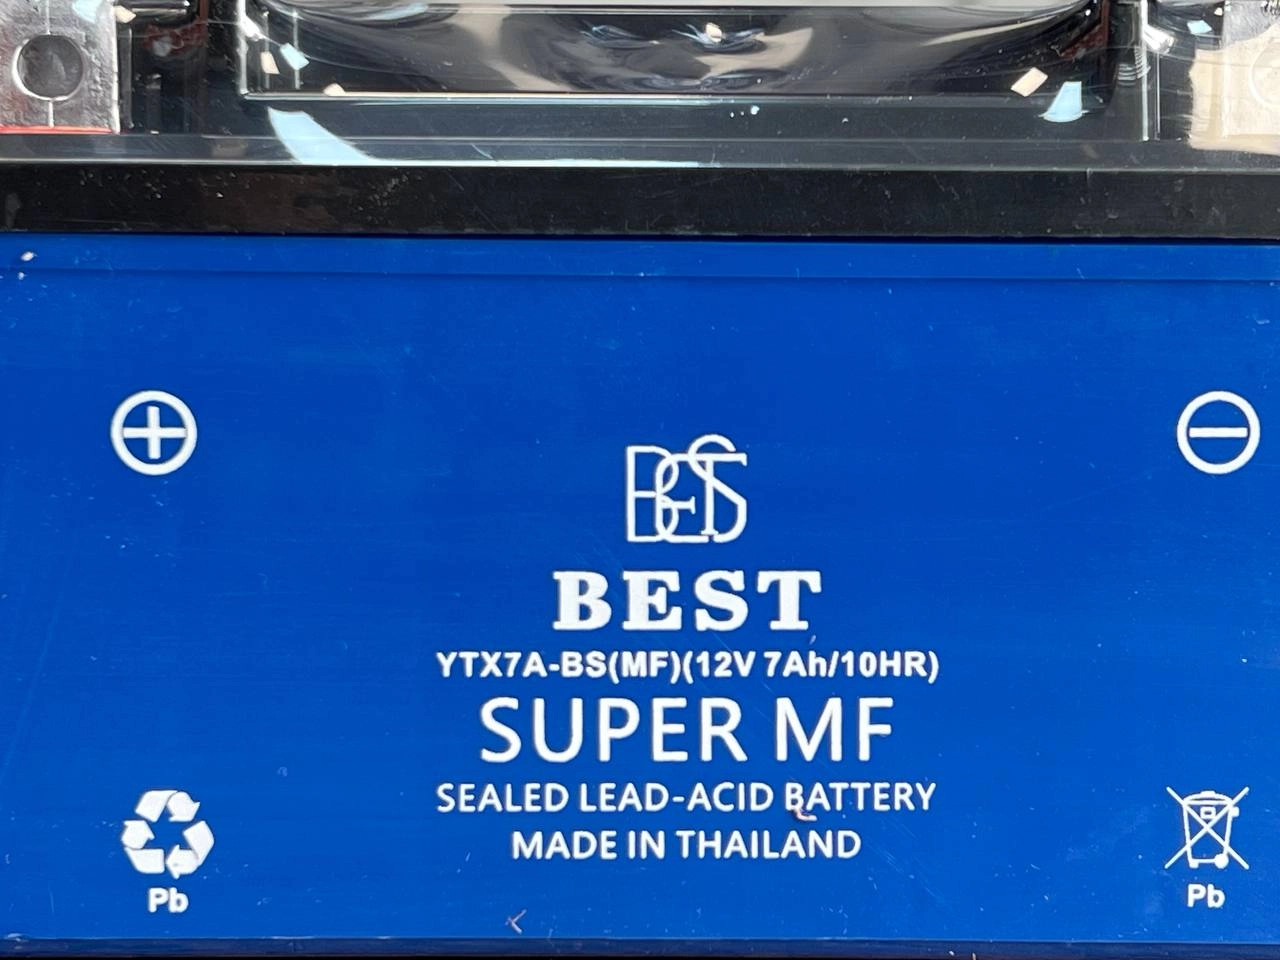 BEST
BEST
YTX7A-BS(MF)(12V 7Ah/10HR)
SUPER MF
SEALED LEAD-ACID BATTERY
MADE IN THAILAND
Pb
Pb